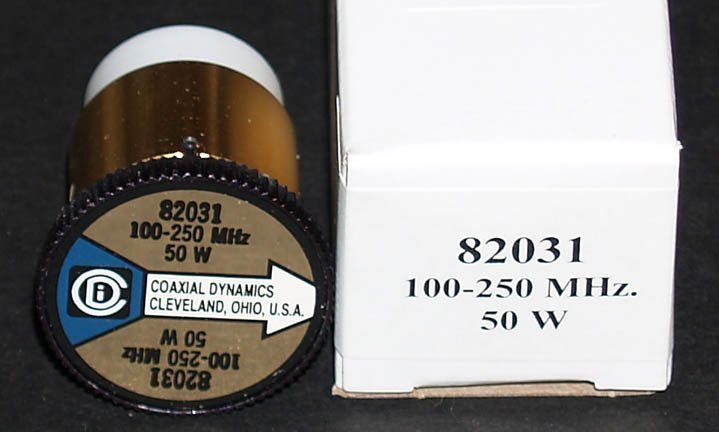 82031
100-250 MHz
50 W
CDi
COAXIAL DYNAMICS
CLEVELAND, OHIO, U.S.A.
50 W
100-250 MHz
82031
82031
100-250 MHz.
50 W